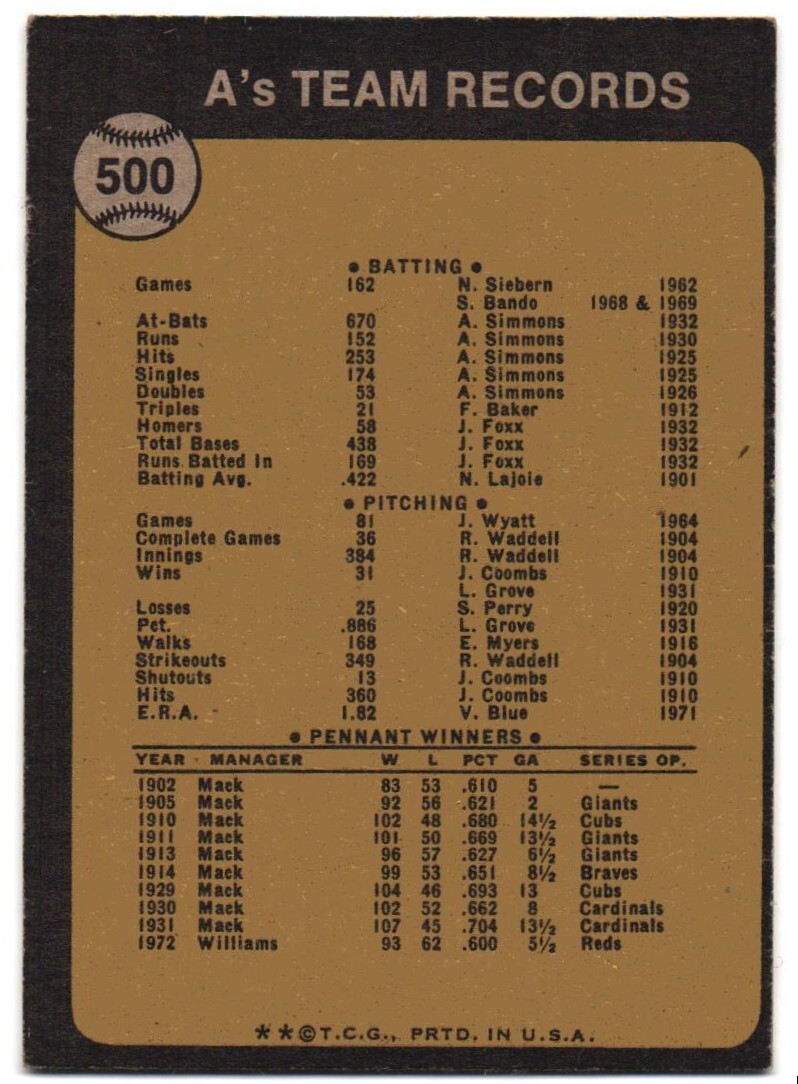 A's TEAM RECORDS
500
● BATTING ●
Games 162 N. Siebern 1962
S. Bando 1968 & 1969
At-Bats 670 A. Simmons 1932
Runs 152 A. Simmons 1930
Hits 253 A. Simmons 1925
Singles 174 A. Simmons 1925
Doubles 53 A. Simmons 1926
Triples 21 F. Baker 1912
Homers 58 J. Foxx 1932
Total Bases 438 J. Foxx 1932
Runs Batted In 169 J. Foxx 1932
Batting Avg. .422 N. Lajoie 1901
● PITCHING ●
Games 81 J. Wyatt 1964
Complete Games 36 R. Waddell 1904
Innings 384 R. Waddell 1904
Wins 31 J. Coombs 1910
L. Grove 1931
Losses 25 S. Perry 1920
Pct. .886 L. Grove 1931
Walks 168 E. Myers 1916
Strikeouts 349 R. Waddell 1904
Shutouts 13 J. Coombs 1910
Hits 360 J. Coombs 1910
E.R.A. 1.82 V. Blue 1971
● PENNANT WINNERS ●
YEAR MANAGER W L PCT GA SERIES OP.
1902 Mack 83 53 .610 5 —
1905 Mack 92 56 .621 2 Giants
1910 Mack 102 48 .680 14½ Cubs
1911 Mack 101 50 .669 13½ Giants
1913 Mack 96 57 .627 6½ Giants
1914 Mack 99 53 .651 8½ Braves
1929 Mack 104 46 .693 13 Cubs
1930 Mack 102 52 .662 8 Cardinals
1931 Mack 107 45 .704 13½ Cardinals
1972 Williams 93 62 .600 5½ Reds
**©T.C.G., PRTD. IN U.S.A.